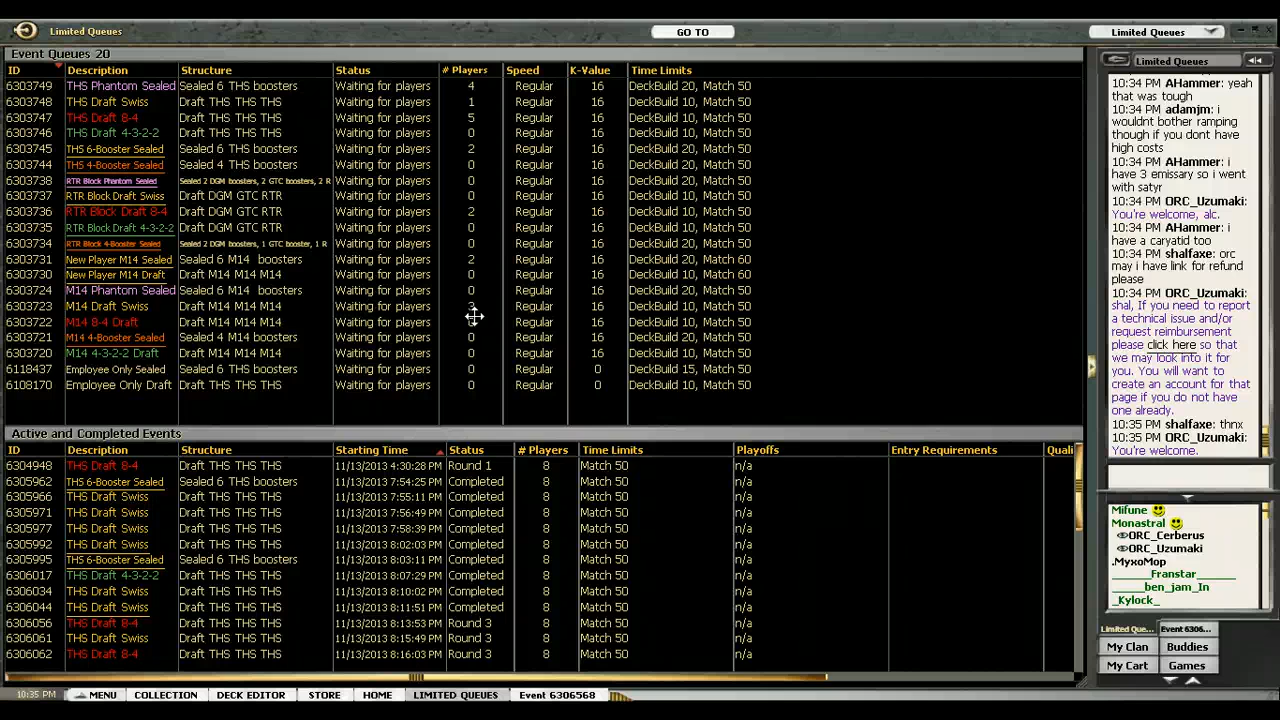 Limited Queues GO TO Limited Queues
Event Queues 20
ID Description Structure Status # Players Speed K-Value Time Limits
6303749 THS Phantom Sealed Sealed 6 THS boosters Waiting for players 4 Regular 16 DeckBuild 20, Match 50
6303748 THS Draft Swiss Draft THS THS THS Waiting for players 1 Regular 16 DeckBuild 10, Match 50
6303747 THS Draft 8-4 Draft THS THS THS Waiting for players 5 Regular 16 DeckBuild 10, Match 50
6303746 THS Draft 4-3-2-2 Draft THS THS THS Waiting for players 0 Regular 16 DeckBuild 10, Match 50
6303745 THS 6-Booster Sealed Sealed 6 THS boosters Waiting for players 2 Regular 16 DeckBuild 20, Match 50
6303744 THS 4-Booster Sealed Sealed 4 THS boosters Waiting for players 0 Regular 16 DeckBuild 20, Match 50
6303738 RTR Block Phantom Sealed Sealed 2 DGM boosters, 2 GTC boosters, 2 R Waiting for players 0 Regular 16 DeckBuild 20, Match 50
6303737 RTR Block Draft Swiss Draft DGM GTC RTR Waiting for players 0 Regular 16 DeckBuild 10, Match 50
6303736 RTR Block Draft 8-4 Draft DGM GTC RTR Waiting for players 2 Regular 16 DeckBuild 10, Match 50
6303735 RTR Block Draft 4-3-2-2 Draft DGM GTC RTR Waiting for players 0 Regular 16 DeckBuild 10, Match 50
6303734 RTR Block 4-Booster Sealed Sealed 2 DGM boosters, 1 GTC booster, 1 R Waiting for players 0 Regular 16 DeckBuild 20, Match 50
6303731 New Player M14 Sealed Sealed 6 M14 boosters Waiting for players 2 Regular 16 DeckBuild 20, Match 60
6303730 New Player M14 Draft Draft M14 M14 M14 Waiting for players 0 Regular 16 DeckBuild 10, Match 60
6303724 M14 Phantom Sealed Sealed 6 M14 boosters Waiting for players 0 Regular 16 DeckBuild 20, Match 50
6303723 M14 Draft Swiss Draft M14 M14 M14 Waiting for players 3 Regular 16 DeckBuild 10, Match 50
6303722 M14 8-4 Draft Draft M14 M14 M14 Waiting for players Regular 16 DeckBuild 10, Match 50
6303721 M14 4-Booster Sealed Sealed 4 M14 boosters Waiting for players 0 Regular 16 DeckBuild 20, Match 50
6303720 M14 4-3-2-2 Draft Draft M14 M14 M14 Waiting for players 0 Regular 16 DeckBuild 10, Match 50
6118437 Employee Only Sealed Sealed 6 THS boosters Waiting for players 0 Regular 0 DeckBuild 15, Match 50
6108170 Employee Only Draft Draft THS THS THS Waiting for players 0 Regular 0 DeckBuild 10, Match 50
Active and Completed Events
ID Description Structure Starting Time Status # Players Time Limits Playoffs Entry Requirements Quali
6304948 THS Draft 8-4 Draft THS THS THS 11/13/2013 4:30:28 PM Round 1 8 Match 50 n/a
6305962 THS 6-Booster Sealed Sealed 6 THS boosters 11/13/2013 7:54:25 PM Completed 8 Match 50 n/a
6305966 THS Draft Swiss Draft THS THS THS 11/13/2013 7:55:11 PM Completed 8 Match 50 n/a
6305971 THS Draft Swiss Draft THS THS THS 11/13/2013 7:56:49 PM Completed 8 Match 50 n/a
6305977 THS Draft Swiss Draft THS THS THS 11/13/2013 7:58:39 PM Completed 8 Match 50 n/a
6305992 THS Draft Swiss Draft THS THS THS 11/13/2013 8:02:03 PM Completed 8 Match 50 n/a
6305995 THS 6-Booster Sealed Sealed 6 THS boosters 11/13/2013 8:03:11 PM Completed 8 Match 50 n/a
6306017 THS Draft 4-3-2-2 Draft THS THS THS 11/13/2013 8:07:29 PM Completed 8 Match 50 n/a
6306034 THS Draft Swiss Draft THS THS THS 11/13/2013 8:10:02 PM Completed 8 Match 50 n/a
6306044 THS Draft Swiss Draft THS THS THS 11/13/2013 8:11:51 PM Completed 8 Match 50 n/a
6306056 THS Draft 8-4 Draft THS THS THS 11/13/2013 8:13:53 PM Round 3 8 Match 50 n/a
6306061 THS Draft Swiss Draft THS THS THS 11/13/2013 8:15:49 PM Round 3 8 Match 50 n/a
6306062 THS Draft 8-4 Draft THS THS THS 11/13/2013 8:16:03 PM Round 3 8 Match 50 n/a
Limited Queues
10:34 PM AHammer: yeah
that was tough
10:34 PM adamjm: i
wouldnt bother ramping
though if you dont have
high costs
10:34 PM AHammer: i
have 3 emissary so i went
with satyr
10:34 PM ORC_Uzumaki:
You're welcome, alc.
10:34 PM AHammer: i
have a caryatid too
10:34 PM shalfaxe: orc
may i have link for refund
please
10:34 PM ORC_Uzumaki:
shal, If you need to report
a technical issue and/or
request reimbursement
please click here so that
we may look into it for
you. You will want to
create an account for that
page if you do not have
one already.
10:35 PM shalfaxe: thnx
10:35 PM ORC_Uzumaki:
You're welcome.
Mifune
Monastral
ORC_Cerberus
ORC_Uzumaki
.МухоМор
______Franstar______
_____ben_jam_In
_Kylock_
Limited Que... Event 6306...
My Clan Buddies
My Cart Games
10:35 PM MENU COLLECTION DECK EDITOR STORE HOME LIMITED QUEUES Event 6306568